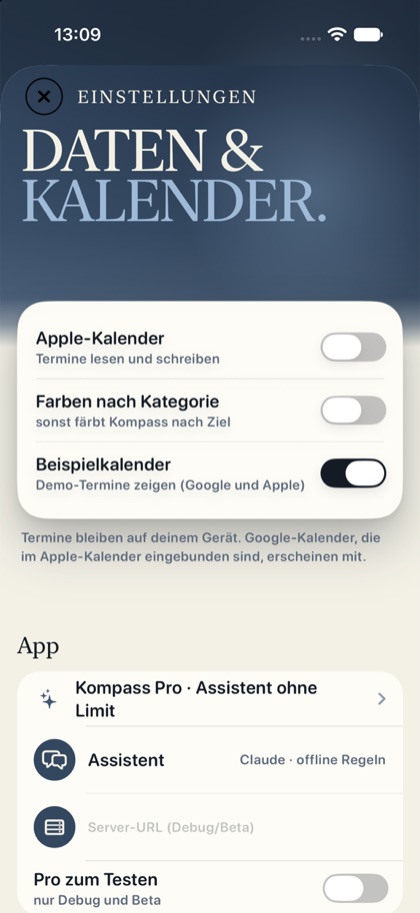 13:09
EINSTELLUNGEN
DATEN &
KALENDER.
Apple-Kalender
Termine lesen und schreiben
Farben nach Kategorie
sonst färbt Kompass nach Ziel
Beispielkalender
Demo-Termine zeigen (Google und Apple)
Termine bleiben auf deinem Gerät. Google-Kalender, die
im Apple-Kalender eingebunden sind, erscheinen mit.
App
Kompass Pro · Assistent ohne
Limit
Assistent Claude · offline Regeln
Server-URL (Debug/Beta)
Pro zum Testen
nur Debug und Beta